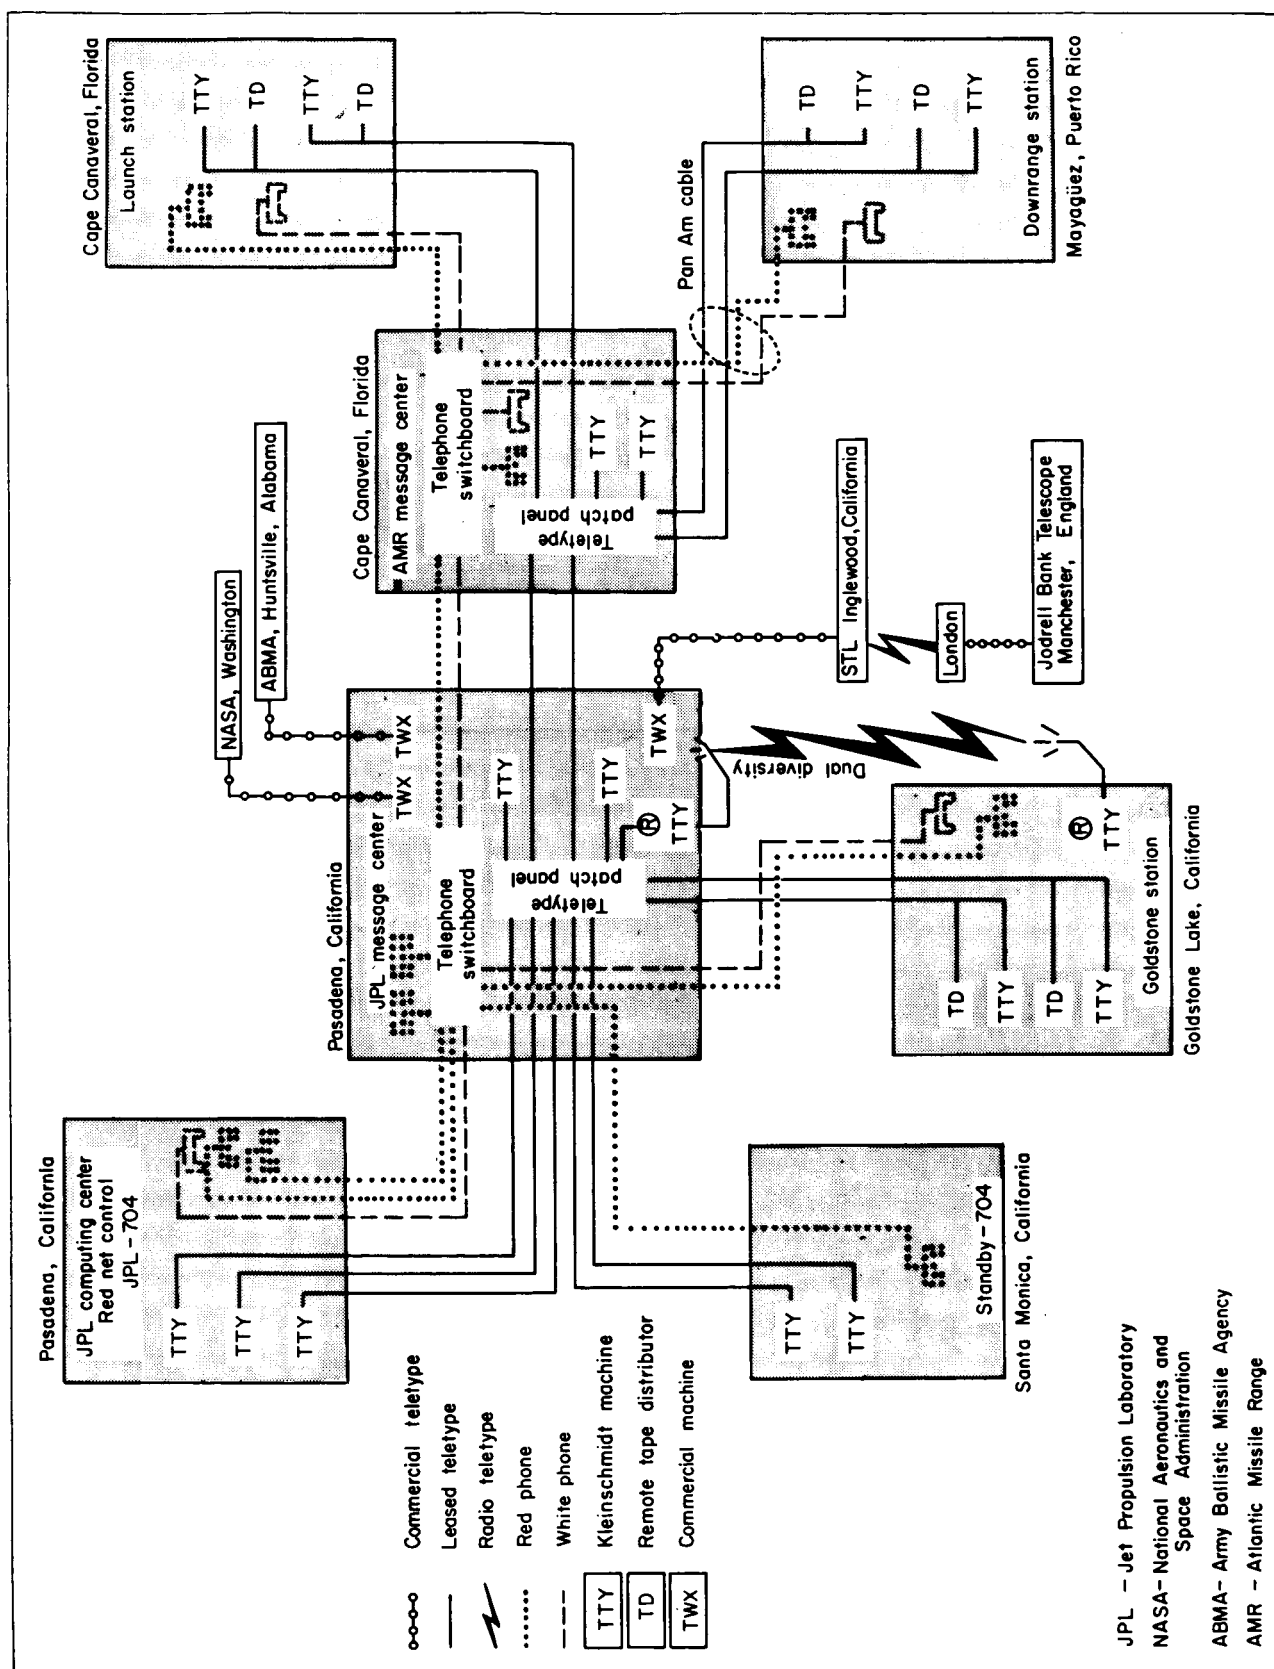 Pasadena, California
JPL computing center
Red net control
JPL-704
TTY
TTY
TTY
Pasadena, California
JPL message center
Telephone
switchboard
Teletype
patch panel
TWX
TWX
TTY
TTY
Ⓡ
TTY
TWX
NASA, Washington
ABMA, Huntsville, Alabama
Cape Canaveral, Florida
AMR message center
Telephone
switchboard
Teletype
patch panel
TTY
TTY
Cape Canaveral, Florida
Launch station
TTY
TD
TTY
TD
Pan Am cable
TD
TTY
TD
TTY
Downrange station
Mayagüez, Puerto Rico
STL Inglewood, California
London
Jodrell Bank Telescope
Manchester, England
Dual diversity
Ⓡ
TTY
TD
TTY
TD
TTY
Goldstone station
Goldstone Lake, California
TTY
TTY
Standby-704
Santa Monica, California
Commercial teletype
Leased teletype
Radio teletype
Red phone
White phone
TTY Kleinschmidt machine
TD Remote tape distributor
TWX Commercial machine
JPL - Jet Propulsion Laboratory
NASA - National Aeronautics and
Space Administration
ABMA - Army Ballistic Missile Agency
AMR - Atlantic Missile Range